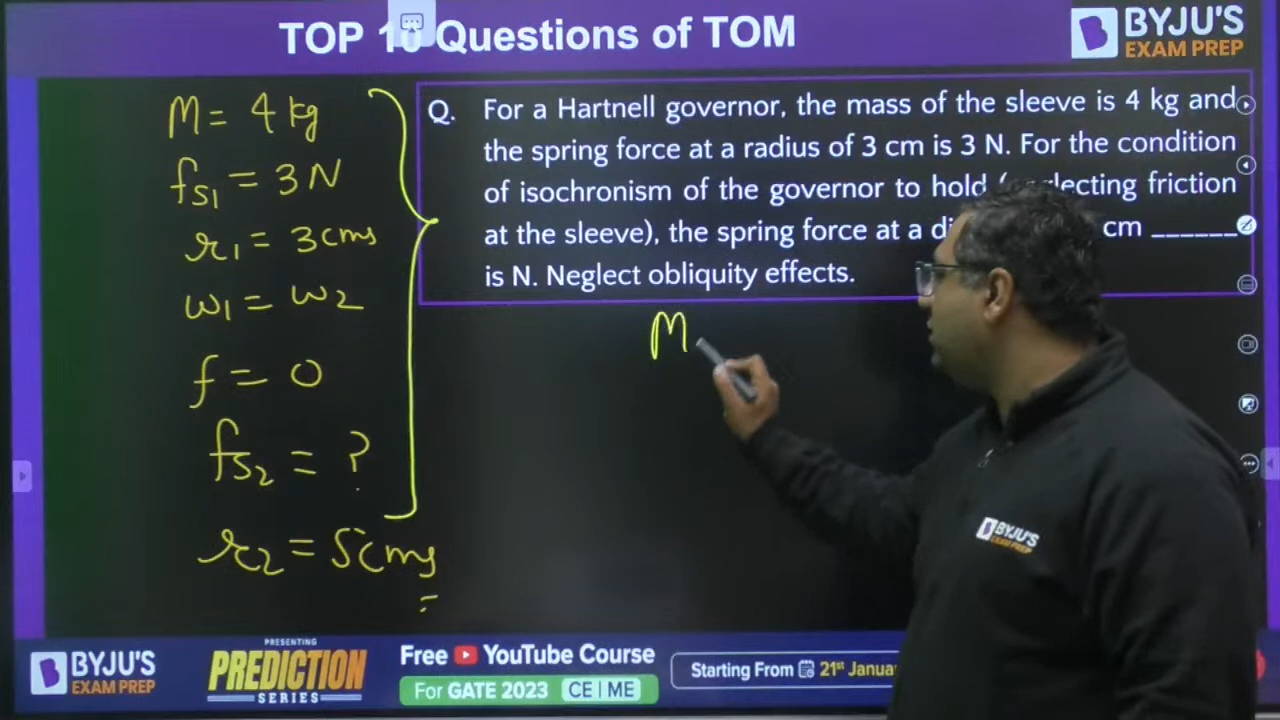 TOP 10 Questions of TOM
BYJU'S
EXAM PREP
M = 4 kg
fS1 = 3 N
r1 = 3 cms
ω1 = ω2
f = 0
fS2 = ?
r2 = 5 cms
Q. For a Hartnell governor, the mass of the sleeve is 4 kg and
the spring force at a radius of 3 cm is 3 N. For the condition
of isochronism of the governor to hold friction
at the sleeve), the spring force at a cm ______
is N. Neglect obliquity effects.
M
BYJU'S
EXAM PREP
BYJU'S
EXAM PREP
PRESENTING
PREDICTION
SERIES
Free YouTube Course
For GATE 2023 CE | ME
Starting From 21st